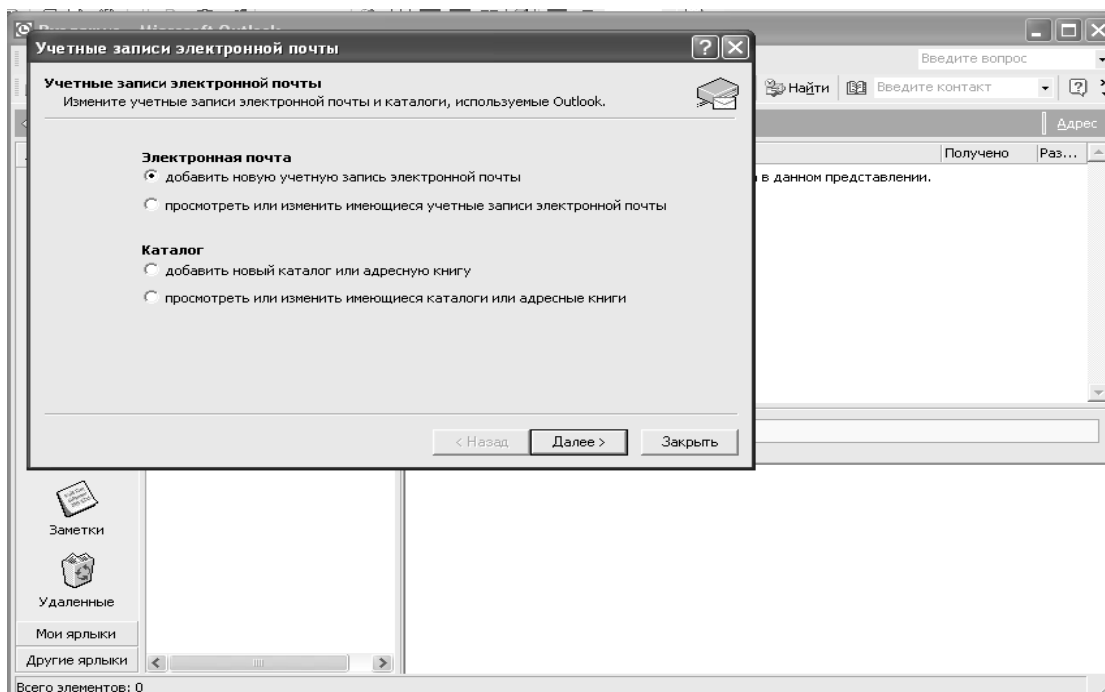 Microsoft Outlook
Учетные записи электронной почты
Введите вопрос
Учетные записи электронной почты
Измените учетные записи электронной почты и каталоги, используемые Outlook.
Найти
Введите контакт
Адрес
Получено
Раз...
Электронная почта
добавить новую учетную запись электронной почты
в данном представлении.
просмотреть или изменить имеющиеся учетные записи электронной почты
Каталог
добавить новый каталог или адресную книгу
просмотреть или изменить имеющиеся каталоги или адресные книги
< Назад
Далее >
Закрыть
Заметки
Удаленные
Мои ярлыки
Другие ярлыки
Всего элементов: 0